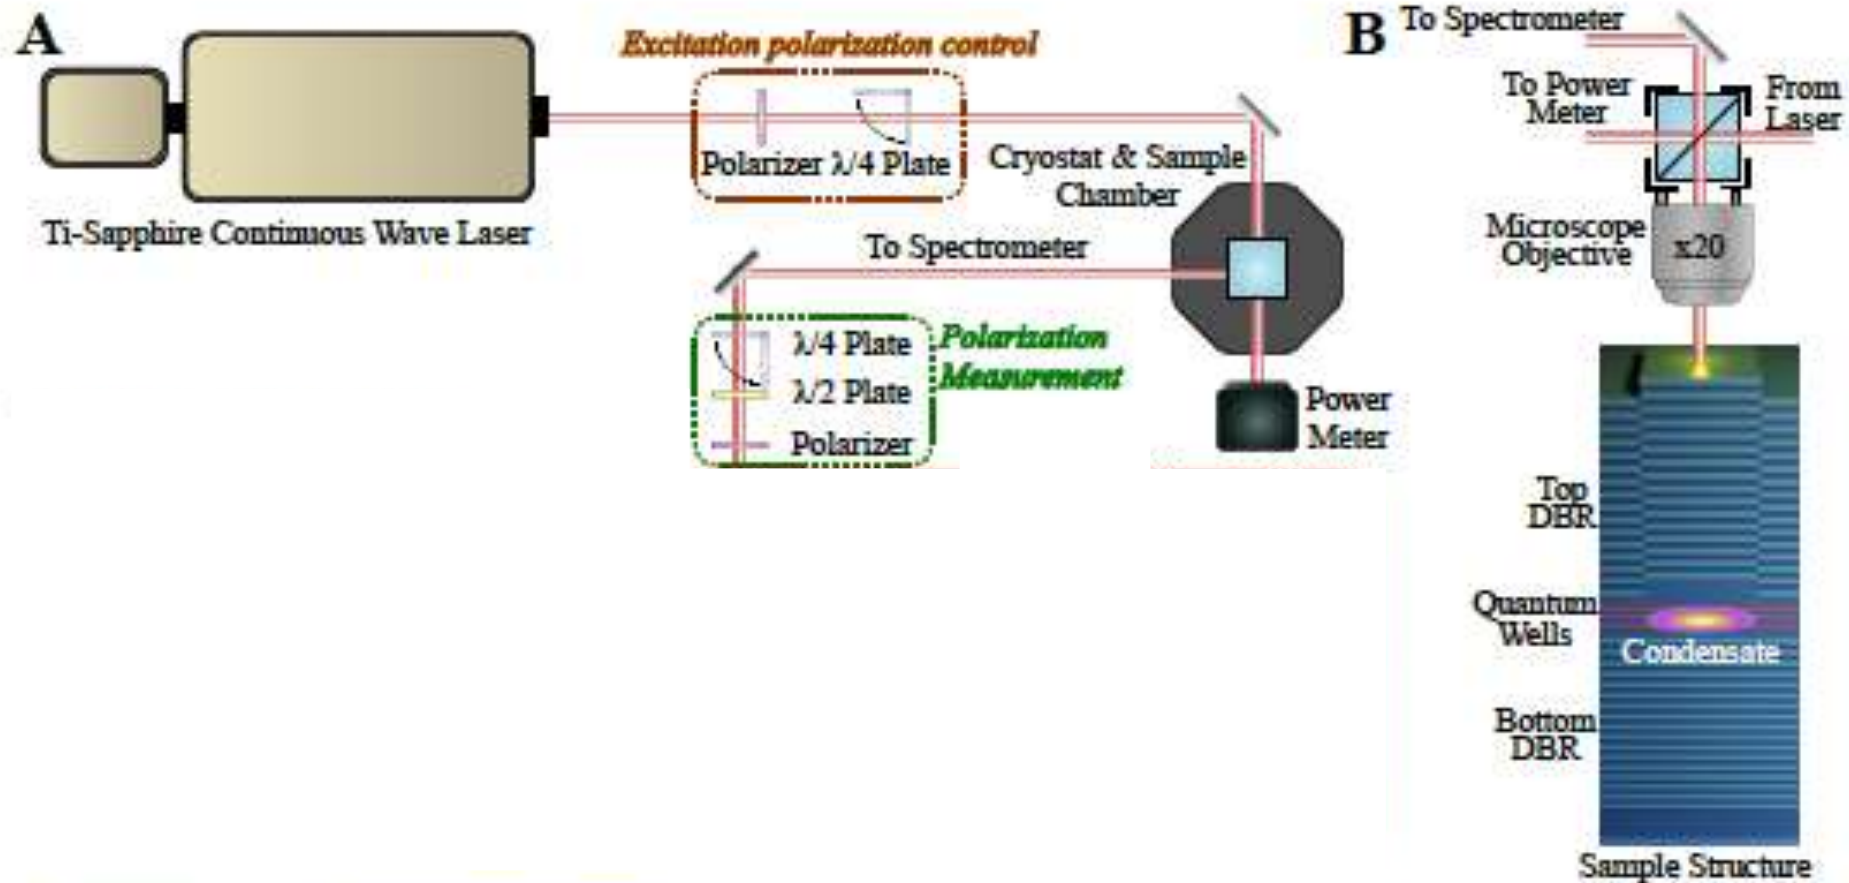 A
Excitation polarization control
Polarizer λ/4 Plate
Ti-Sapphire Continuous Wave Laser
Cryostat & Sample
Chamber
To Spectrometer
λ/4 Plate
λ/2 Plate
Polarizer
Polarization
Measurement
Power
Meter
B
To Spectrometer
To Power
Meter
From
Laser
Microscope
Objective
x20
Top
DBR
Quantum
Wells
Condensate
Bottom
DBR
Sample Structure